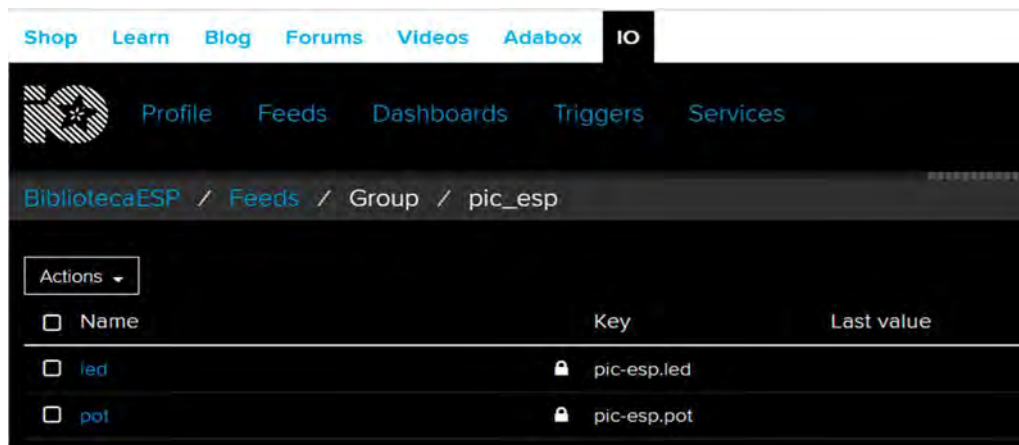 Shop Learn Blog Forums Videos Adabox IO
Profile Feeds Dashboards Triggers Services
BibliotecaESP / Feeds / Group / pic_esp
Actions
Name Key Last value
led pic-esp.led
pot pic-esp.pot